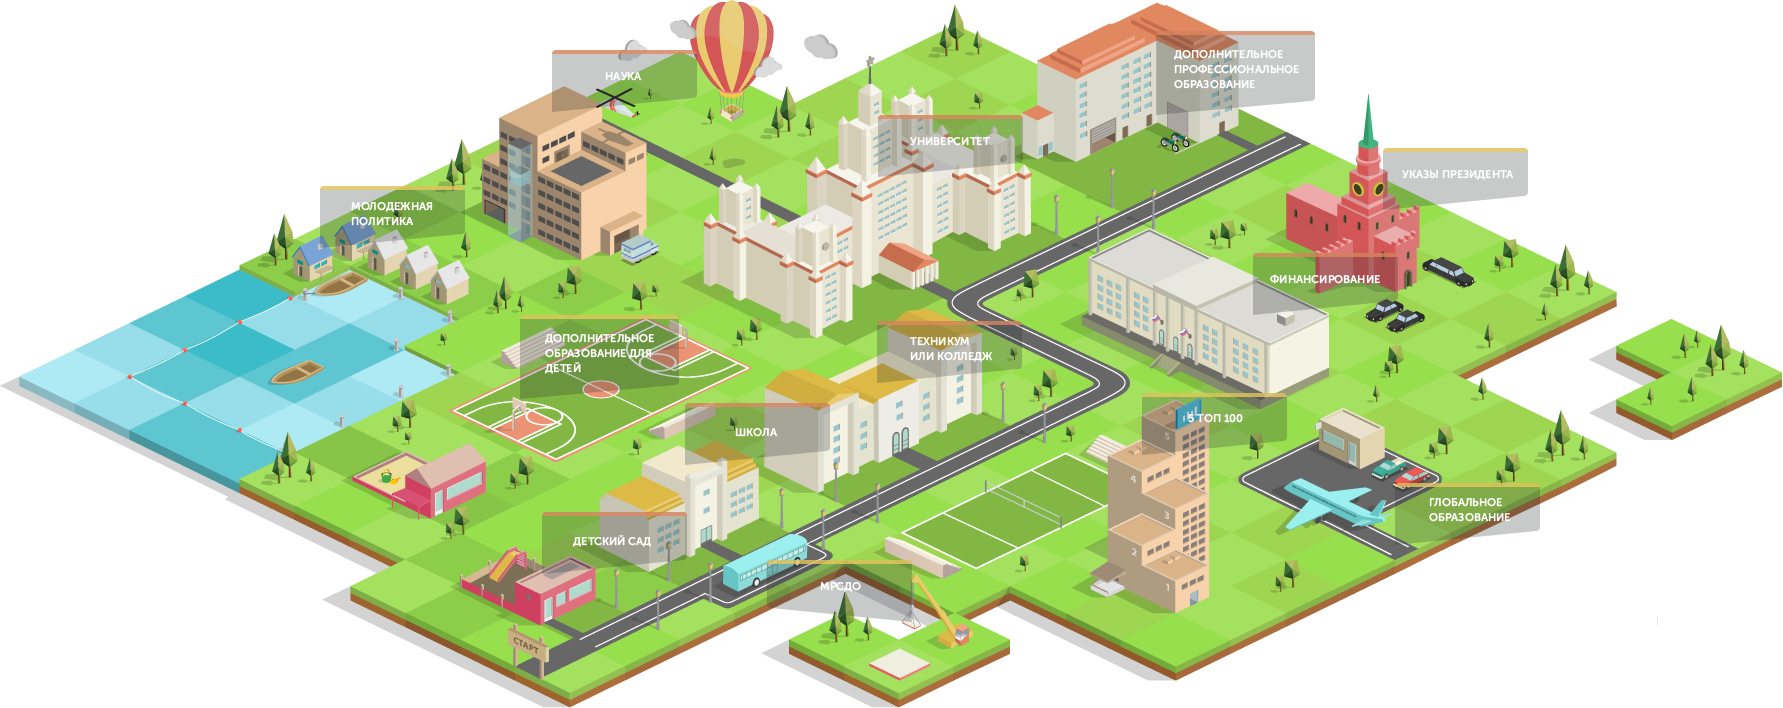 НАУКА
ДОПОЛНИТЕЛЬНОЕ
ПРОФЕССИОНАЛЬНОЕ
ОБРАЗОВАНИЕ
УНИВЕРСИТЕТ
УКАЗЫ ПРЕЗИДЕНТА
МОЛОДЕЖНАЯ
ПОЛИТИКА
ФИНАНСИРОВАНИЕ
ДОПОЛНИТЕЛЬНОЕ
ОБРАЗОВАНИЕ ДЛЯ
ДЕТЕЙ
ТЕХНИКУМ
ИЛИ КОЛЛЕДЖ
ШКОЛА
5 ТОП 100
5
4
3
2
1
ГЛОБАЛЬНОЕ
ОБРАЗОВАНИЕ
ДЕТСКИЙ САД
МРСДО
СТАРТ